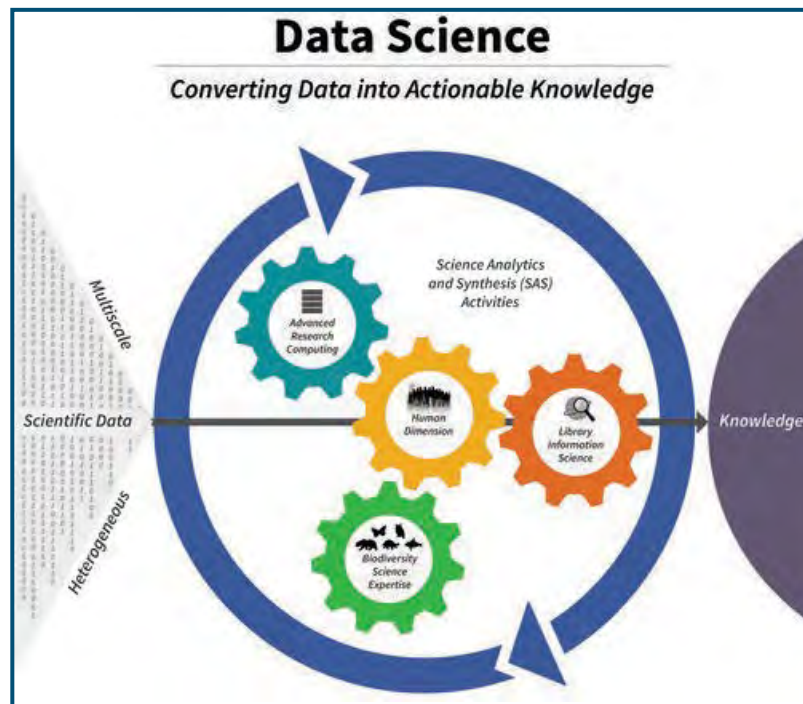 Data Science
Converting Data into Actionable Knowledge
Science Analytics
and Synthesis (SAS)
Activities
Multiscale
Advanced
Research
Computing
Scientific Data
Human
Dimension
Library
Information
Science
Knowledge
Heterogeneous
Biodiversity
Science
Expertise